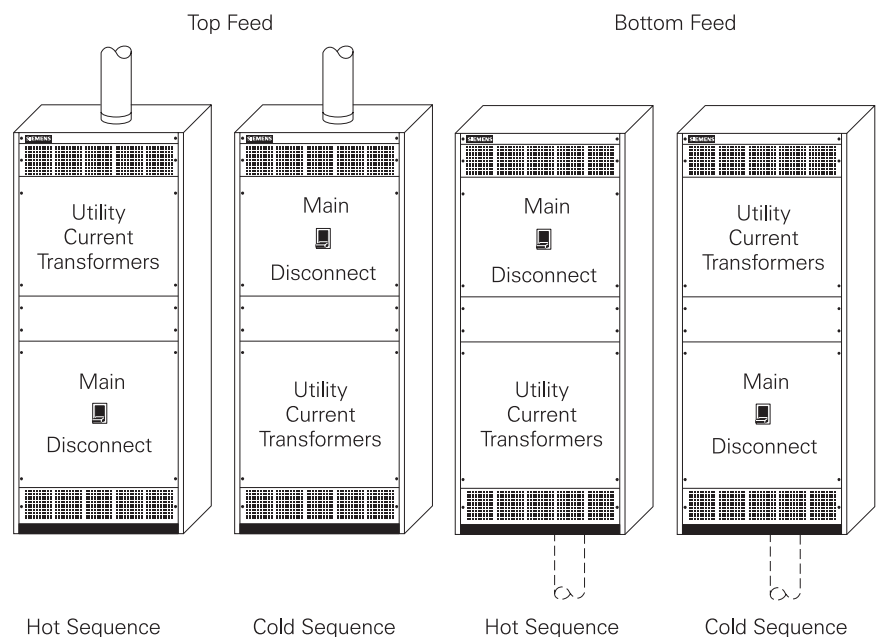 Top Feed
Bottom Feed
SIEMENS
Utility
Current
Transformers
Main
Disconnect
SIEMENS
Main
Disconnect
Utility
Current
Transformers
SIEMENS
Main
Disconnect
Utility
Current
Transformers
SIEMENS
Utility
Current
Transformers
Main
Disconnect
Hot Sequence
Cold Sequence
Hot Sequence
Cold Sequence